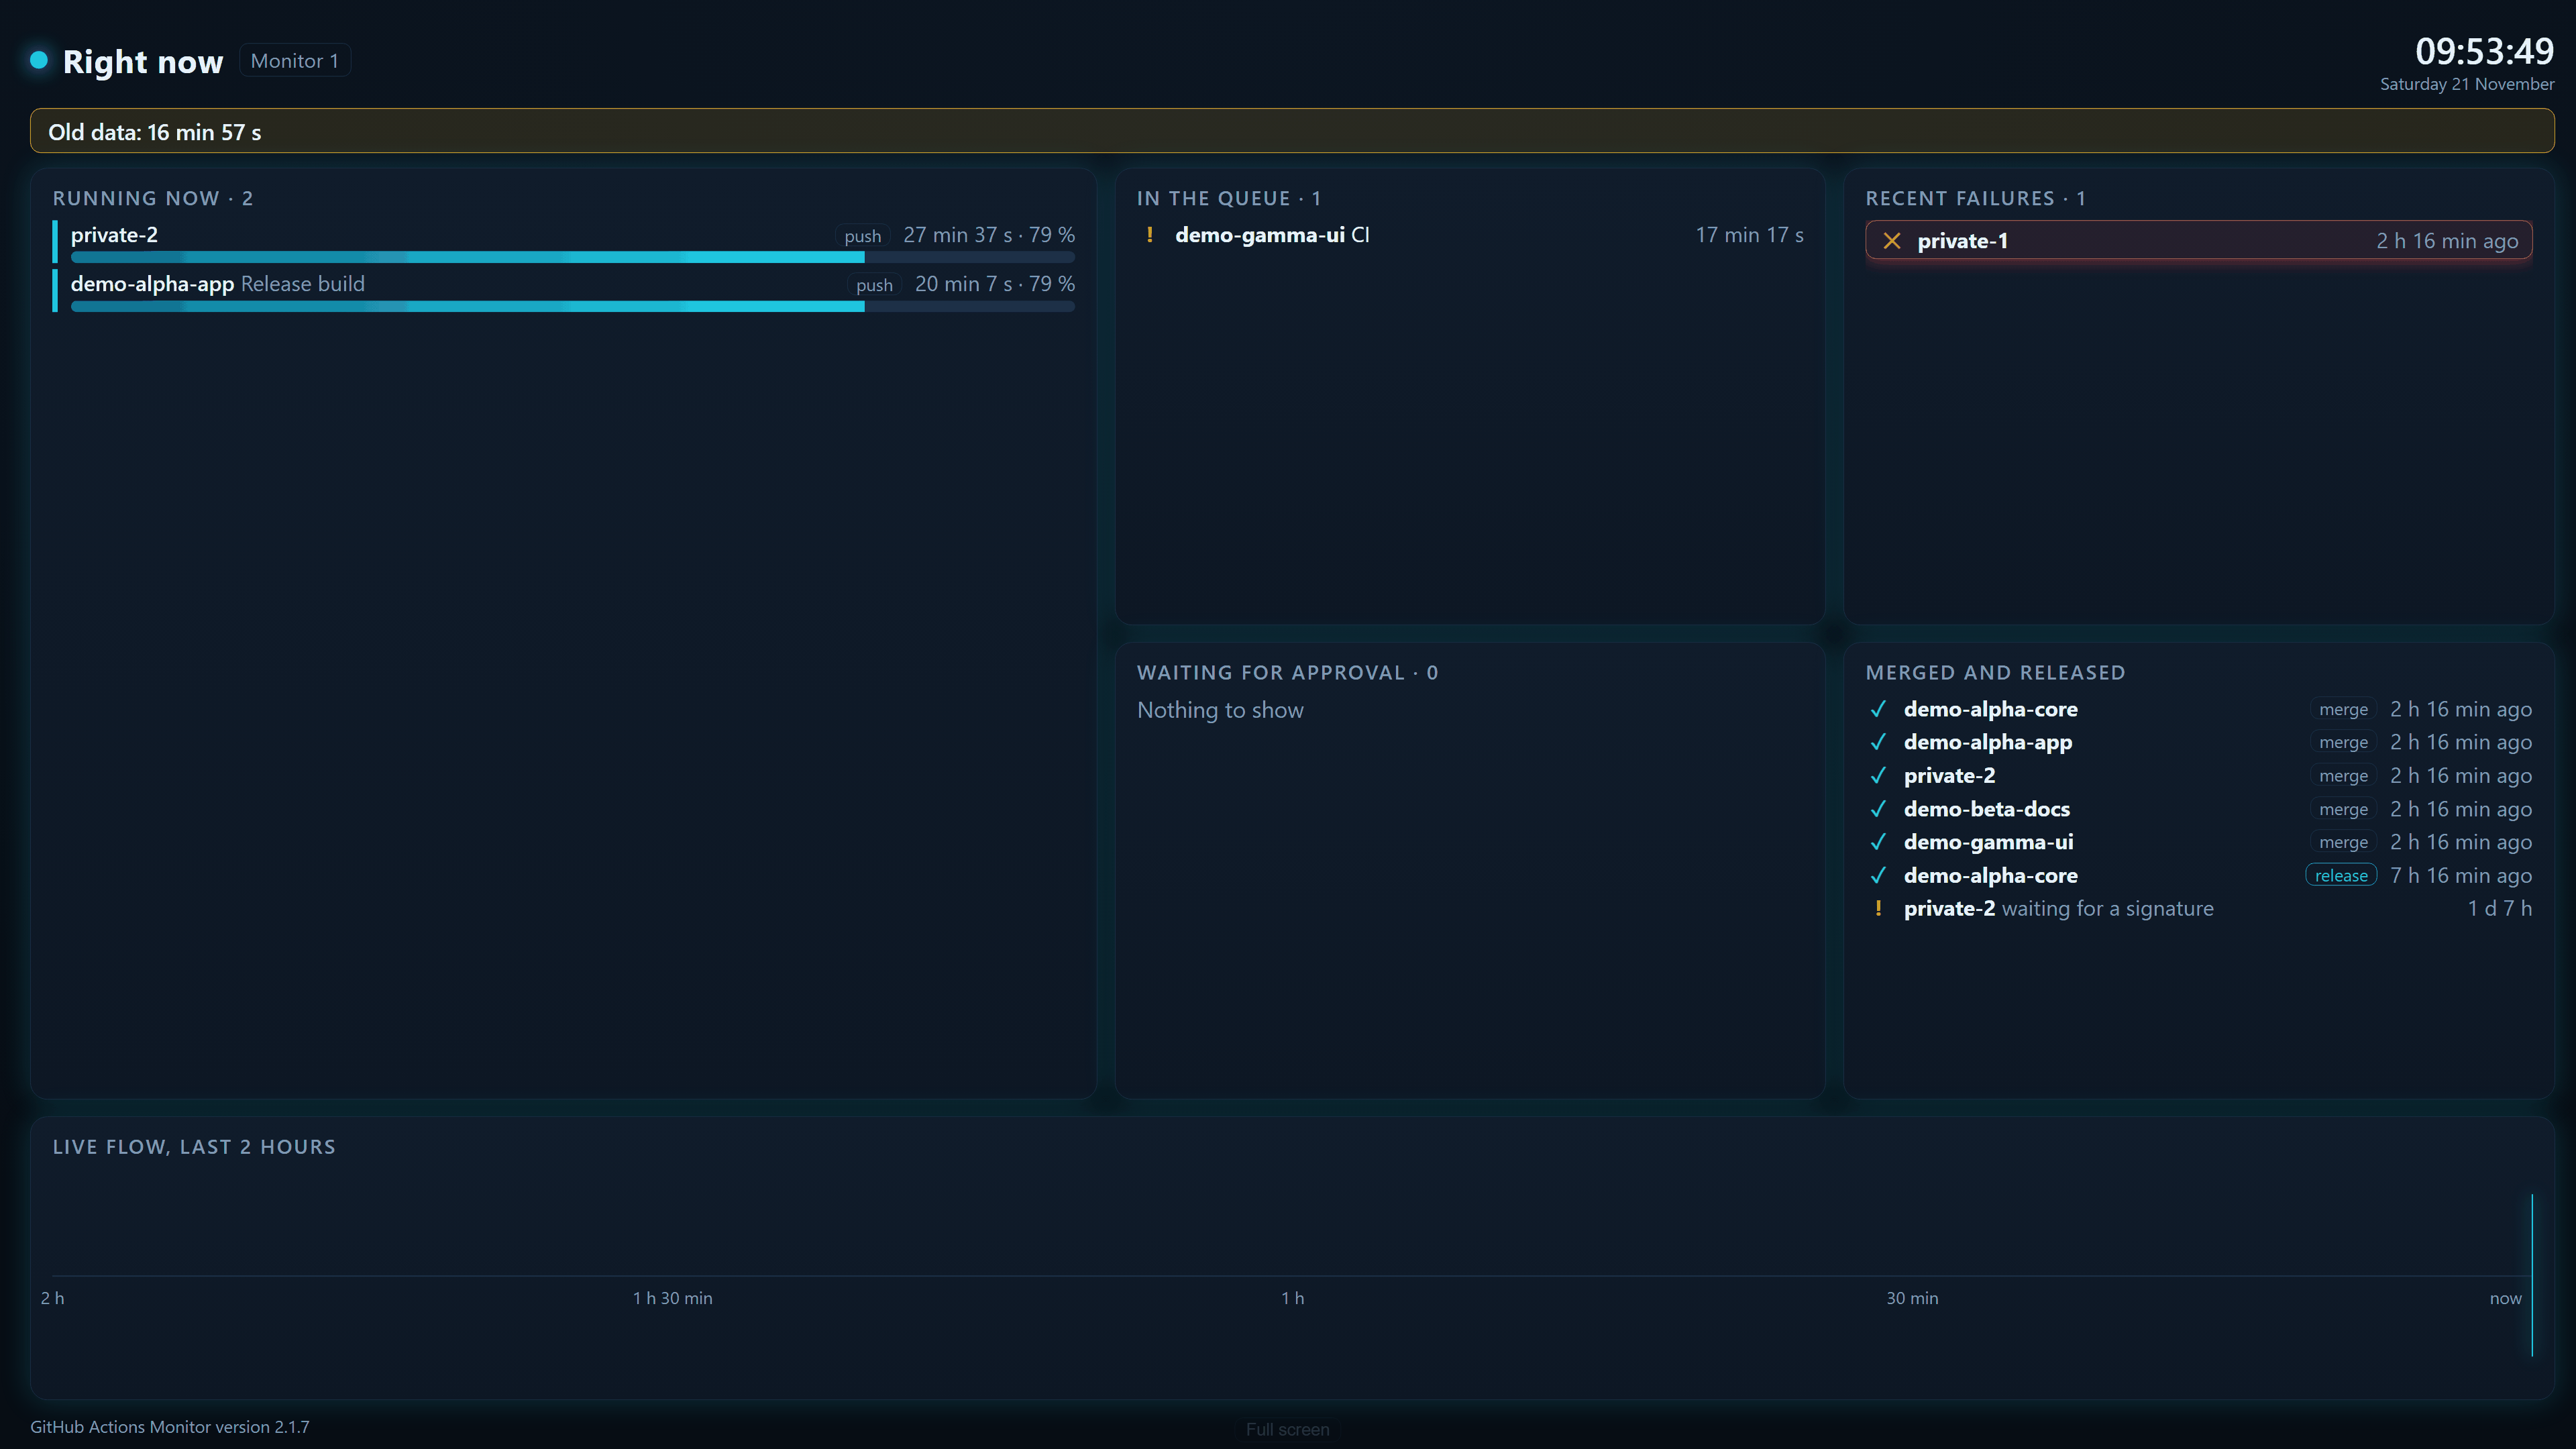 Right now
Monitor 1
09:53:49
Saturday 21 November
Old data: 16 min 57 s
RUNNING NOW · 2
private-2 push 27 min 37 s · 79 %
demo-alpha-app Release build push 20 min 7 s · 79 %
IN THE QUEUE · 1
! demo-gamma-ui CI 17 min 17 s
RECENT FAILURES · 1
✕ private-1 2 h 16 min ago
WAITING FOR APPROVAL · 0
Nothing to show
MERGED AND RELEASED
✓ demo-alpha-core merge 2 h 16 min ago
✓ demo-alpha-app merge 2 h 16 min ago
✓ private-2 merge 2 h 16 min ago
✓ demo-beta-docs merge 2 h 16 min ago
✓ demo-gamma-ui merge 2 h 16 min ago
✓ demo-alpha-core release 7 h 16 min ago
! private-2 waiting for a signature 1 d 7 h
LIVE FLOW, LAST 2 HOURS
2 h 1 h 30 min 1 h 30 min now
GitHub Actions Monitor version 2.1.7
Full screen